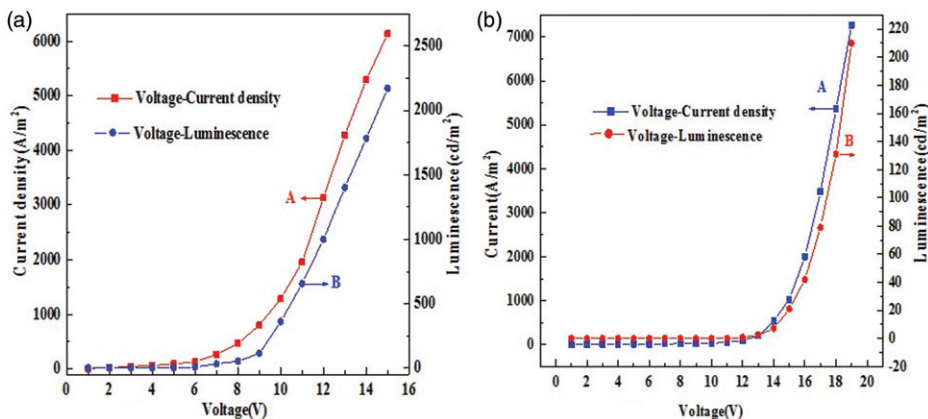 (a)
Current density(A/m²)
6000
5000
4000
3000
2000
1000
0
Voltage-Current density
Voltage-Luminescence
A
B
2500
2000
1500
1000
500
0
Luminescence(cd/m²)
0 2 4 6 8 10 12 14 16
Voltage(V)
(b)
Current(A/m²)
7000
6000
5000
4000
3000
2000
1000
0
Voltage-Current density
Voltage-Luminescence
A
B
220
200
180
160
140
120
100
80
60
40
20
0
-20
Luminescence(cd/m²)
0 2 4 6 8 10 12 14 16 18 20
Voltage(V)